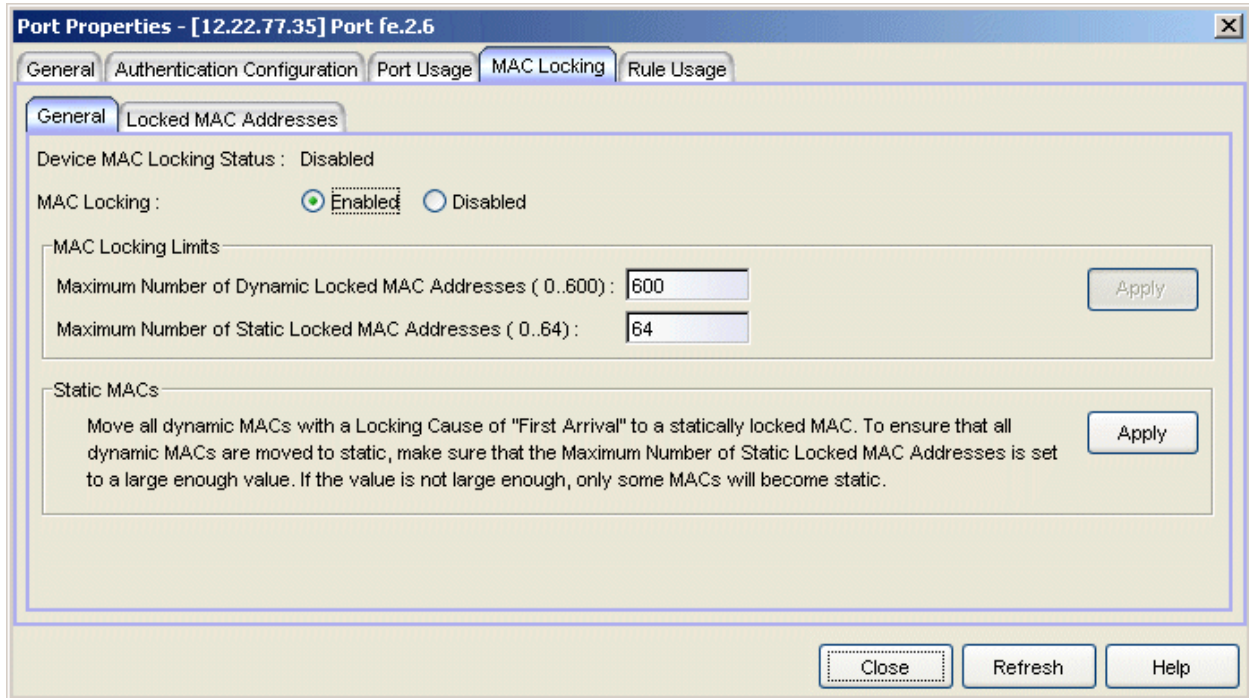 Port Properties - [12.22.77.35] Port fe.2.6
General Authentication Configuration Port Usage MAC Locking Rule Usage
General Locked MAC Addresses
Device MAC Locking Status : Disabled
MAC Locking : Enabled Disabled
MAC Locking Limits
Maximum Number of Dynamic Locked MAC Addresses ( 0..600) : 600
Apply
Maximum Number of Static Locked MAC Addresses ( 0..64) : 64
Static MACs
Move all dynamic MACs with a Locking Cause of "First Arrival" to a statically locked MAC. To ensure that all
dynamic MACs are moved to static, make sure that the Maximum Number of Static Locked MAC Addresses is set
to a large enough value. If the value is not large enough, only some MACs will become static.
Apply
Close Refresh Help